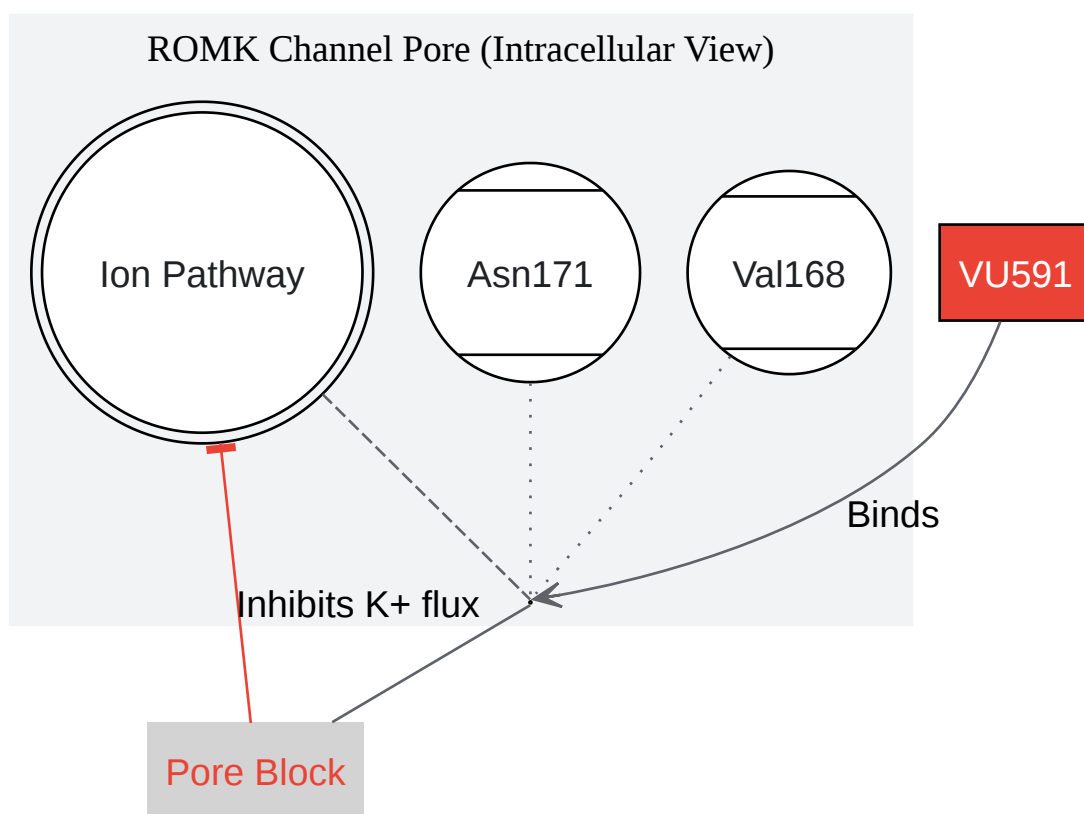 ROMK Channel Pore (Intracellular View)
Ion Pathway
Asn171
Val168
VU591
Binds
Inhibits K+ flux
Pore Block